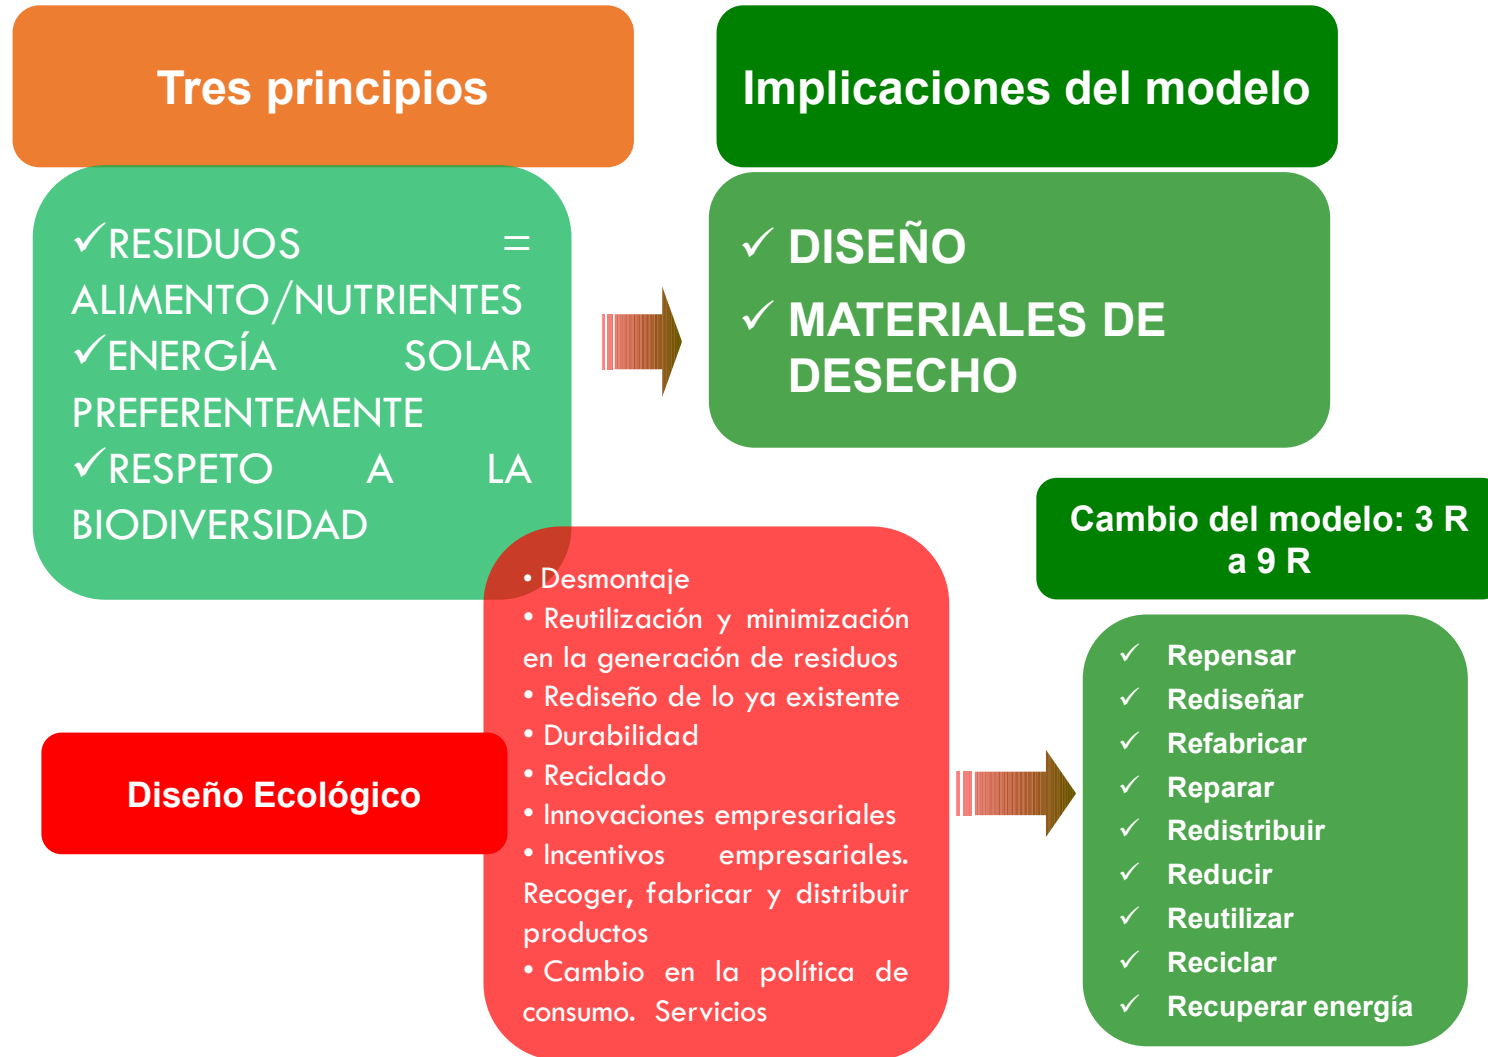 Tres principios
✓RESIDUOS =
ALIMENTO/NUTRIENTES
✓ENERGÍA SOLAR
PREFERENTEMENTE
✓RESPETO A LA
BIODIVERSIDAD
Implicaciones del modelo
✓ DISEÑO
✓ MATERIALES DE
DESECHO
Diseño Ecológico
• Desmontaje
• Reutilización y minimización
en la generación de residuos
• Rediseño de lo ya existente
• Durabilidad
• Reciclado
• Innovaciones empresariales
• Incentivos empresariales.
Recoger, fabricar y distribuir
productos
• Cambio en la política de
consumo. Servicios
Cambio del modelo: 3 R
a 9 R
✓ Repensar
✓ Rediseñar
✓ Refabricar
✓ Reparar
✓ Redistribuir
✓ Reducir
✓ Reutilizar
✓ Reciclar
✓ Recuperar energía